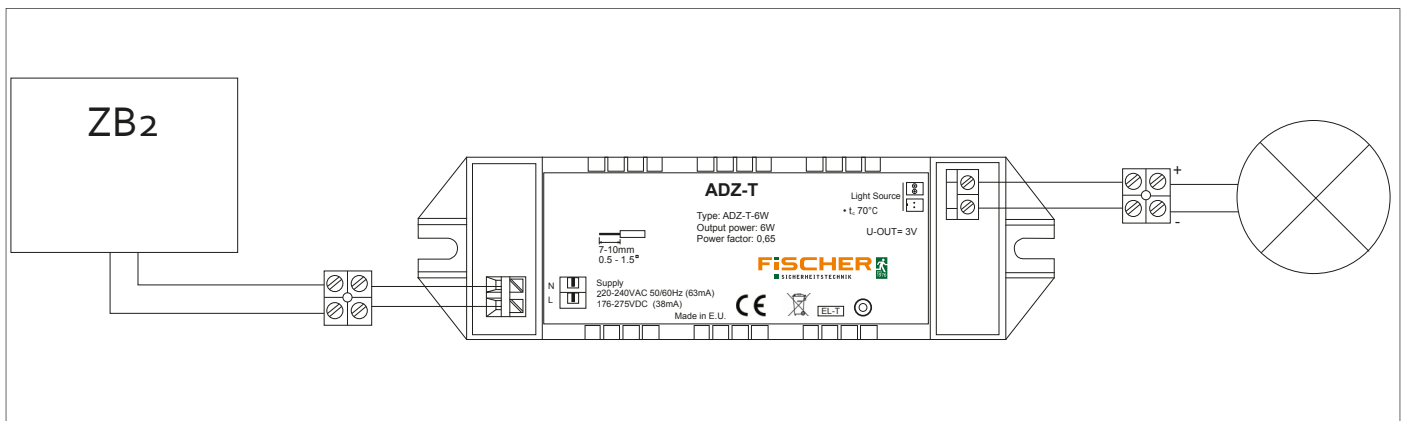 ZB2
ADZ-T
Type: ADZ-T-6W
Output power: 6W
Power factor: 0,65
7-10mm
0.5 - 1.5□
N
L
Supply
220-240VAC 50/60Hz (63mA)
176-275VDC (38mA)
Made in E.U.
CE
EL-T
FiSCHER
SICHERHEITSTECHNIK
1976
Light Source
• tc 70°C
U-OUT= 3V
+
-